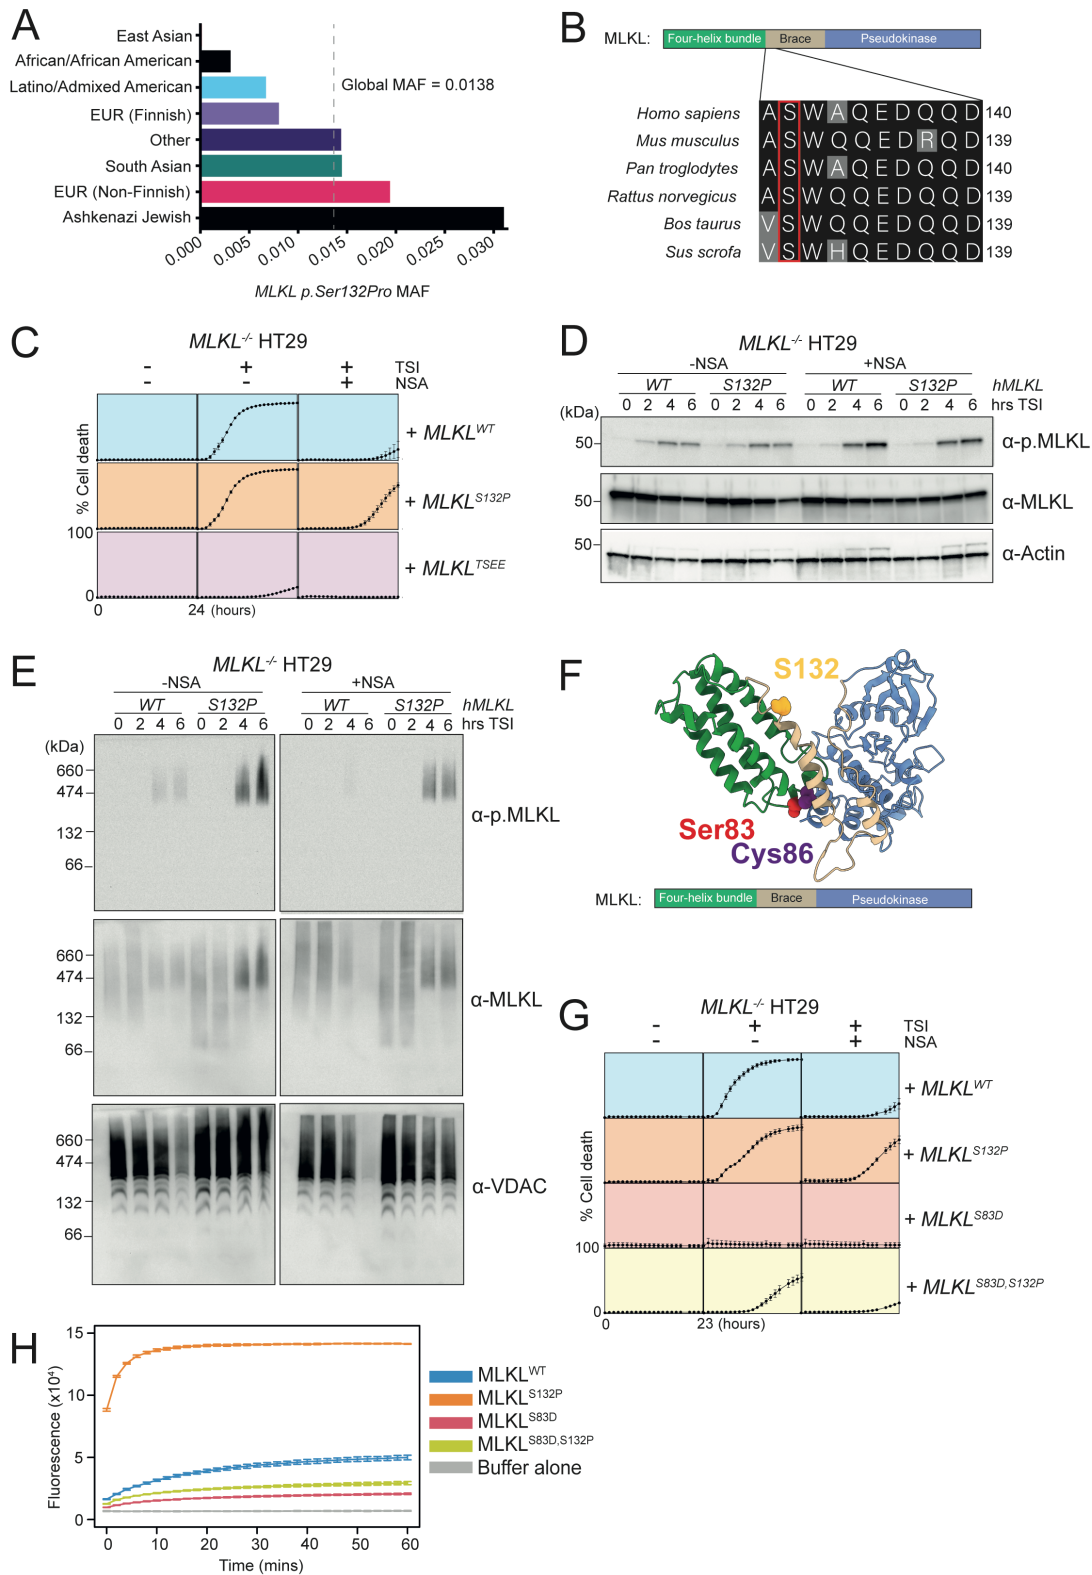 A
East Asian
African/African American
Latino/Admixed American
EUR (Finnish)
Other
South Asian
EUR (Non-Finnish)
Ashkenazi Jewish
Global MAF = 0.0138
0.000 0.005 0.010 0.015 0.020 0.025 0.030
MLKL p.Ser132Pro MAF
B
MLKL: Four-helix bundle Brace Pseudokinase
Homo sapiens A S W A Q E D Q Q D 140
Mus musculus A S W Q Q E D R Q D 139
Pan troglodytes A S W A Q E D Q Q D 140
Rattus norvegicus A S W Q Q E D Q Q D 139
Bos taurus V S W Q Q E D Q Q D 139
Sus scrofa V S W H Q E D Q Q D 139
C
MLKL-/- HT29
- + + TSI
- - + NSA
% Cell death
+ MLKLWT
+ MLKLS132P
+ MLKLTSEE
100
0
0 24 (hours)
D
MLKL-/- HT29
-NSA +NSA
WT S132P WT S132P hMLKL
0 2 4 6 0 2 4 6 0 2 4 6 0 2 4 6 hrs TSI
(kDa)
50 α-p.MLKL
50 α-MLKL
50 α-Actin
E
MLKL-/- HT29
-NSA +NSA
WT S132P WT S132P hMLKL
0 2 4 6 0 2 4 6 0 2 4 6 0 2 4 6 hrs TSI
(kDa)
660
474
132
66
α-p.MLKL
660
474
132
66
α-MLKL
660
474
132
66
α-VDAC
F
S132
Ser83
Cys86
MLKL: Four-helix bundle Brace Pseudokinase
G
MLKL-/- HT29
- + + TSI
- - + NSA
% Cell death
+ MLKLWT
+ MLKLS132P
+ MLKLS83D
+ MLKLS83D,S132P
100
0
0 23 (hours)
H
Fluorescence (x10⁴)
15
10
5
0
0 10 20 30 40 50 60
Time (mins)
MLKLWT
MLKLS132P
MLKLS83D
MLKLS83D,S132P
Buffer alone